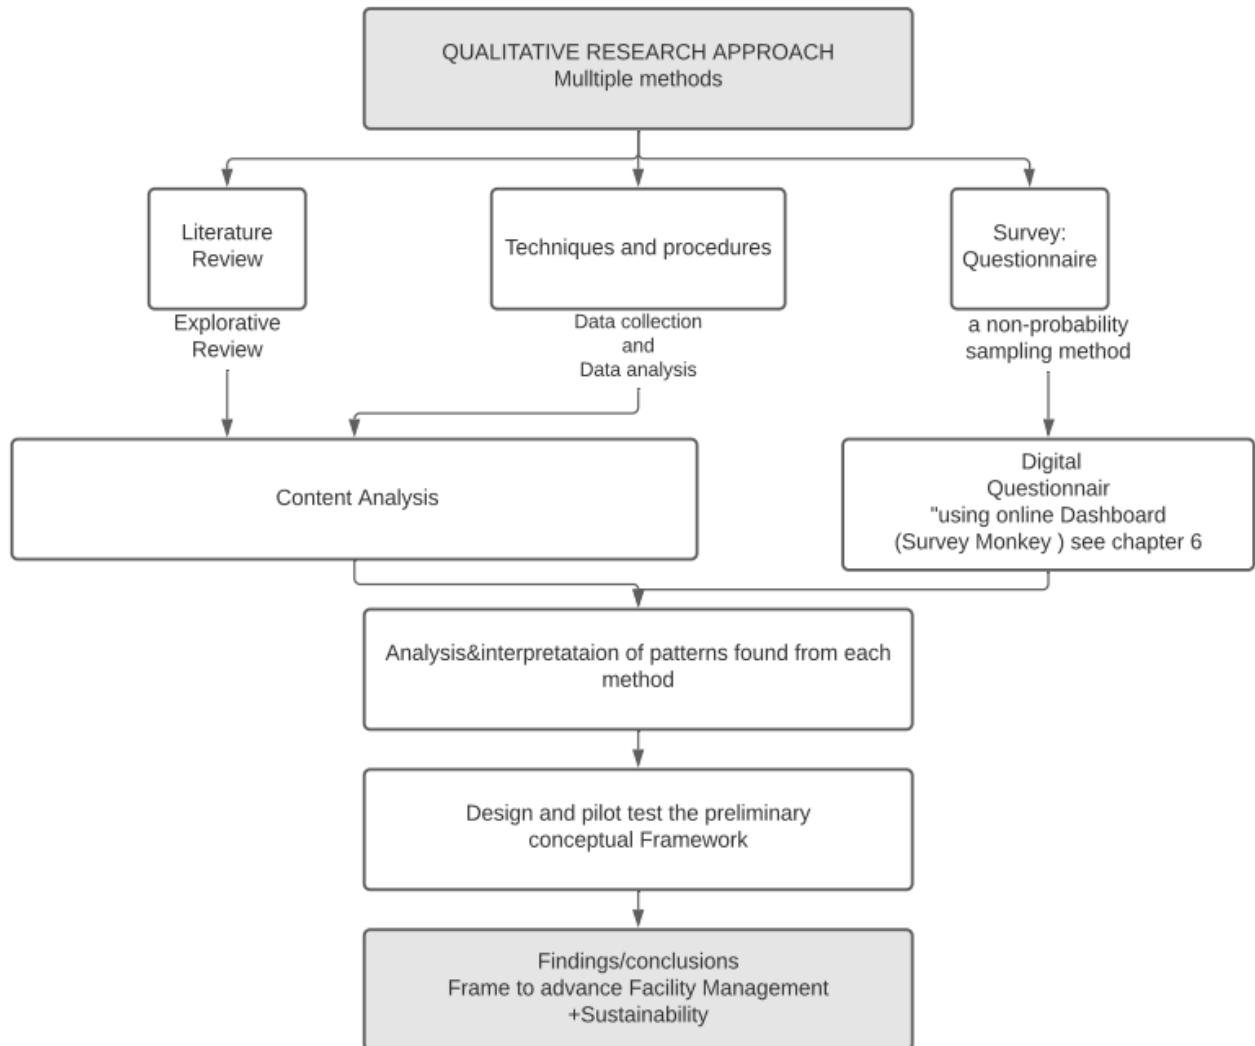 QUALITATIVE RESEARCH APPROACH
Mulltiple methods
Literature
Review
Techniques and procedures
Survey:
Questionnaire
Explorative
Review
Data collection
and
Data analysis
a non-probability
sampling method
Content Analysis
Digital
Questionnair
"using online Dashboard
(Survey Monkey ) see chapter 6
Analysis&interpretataion of patterns found from each
method
Design and pilot test the preliminary
conceptual Framework
Findings/conclusions
Frame to advance Facility Management
+Sustainability